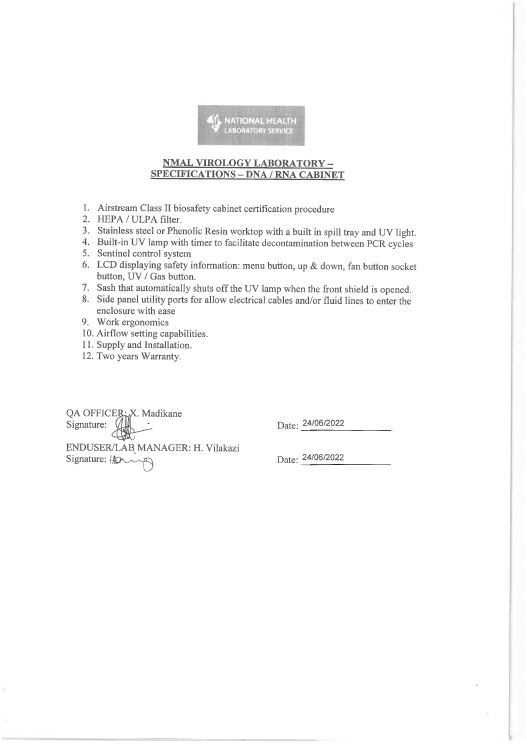 NATIONAL HEALTH
LABORATORY SERVICE
NMAL VIROLOGY LABORATORY –
SPECIFICATIONS – DNA / RNA CABINET
1. Airstream Class II biosafety cabinet certification procedure
2. HEPA / ULPA filter.
3. Stainless steel or Phenolic Resin worktop with a built in spill tray and UV light.
4. Built-in UV lamp with timer to facilitate decontamination between PCR cycles
5. Sentinel control system
6. LCD displaying safety information: menu button, up & down, fan button socket
button, UV / Gas button.
7. Sash that automatically shuts off the UV lamp when the front shield is opened.
8. Side panel utility ports for allow electrical cables and/or fluid lines to enter the
enclosure with ease
9. Work ergonomics
10. Airflow setting capabilities.
11. Supply and Installation.
12. Two years Warranty.
QA OFFICER: X. Madikane
Signature: Date: 24/06/2022
ENDUSER/LAB MANAGER: H. Vilakazi
Signature: Date: 24/06/2022